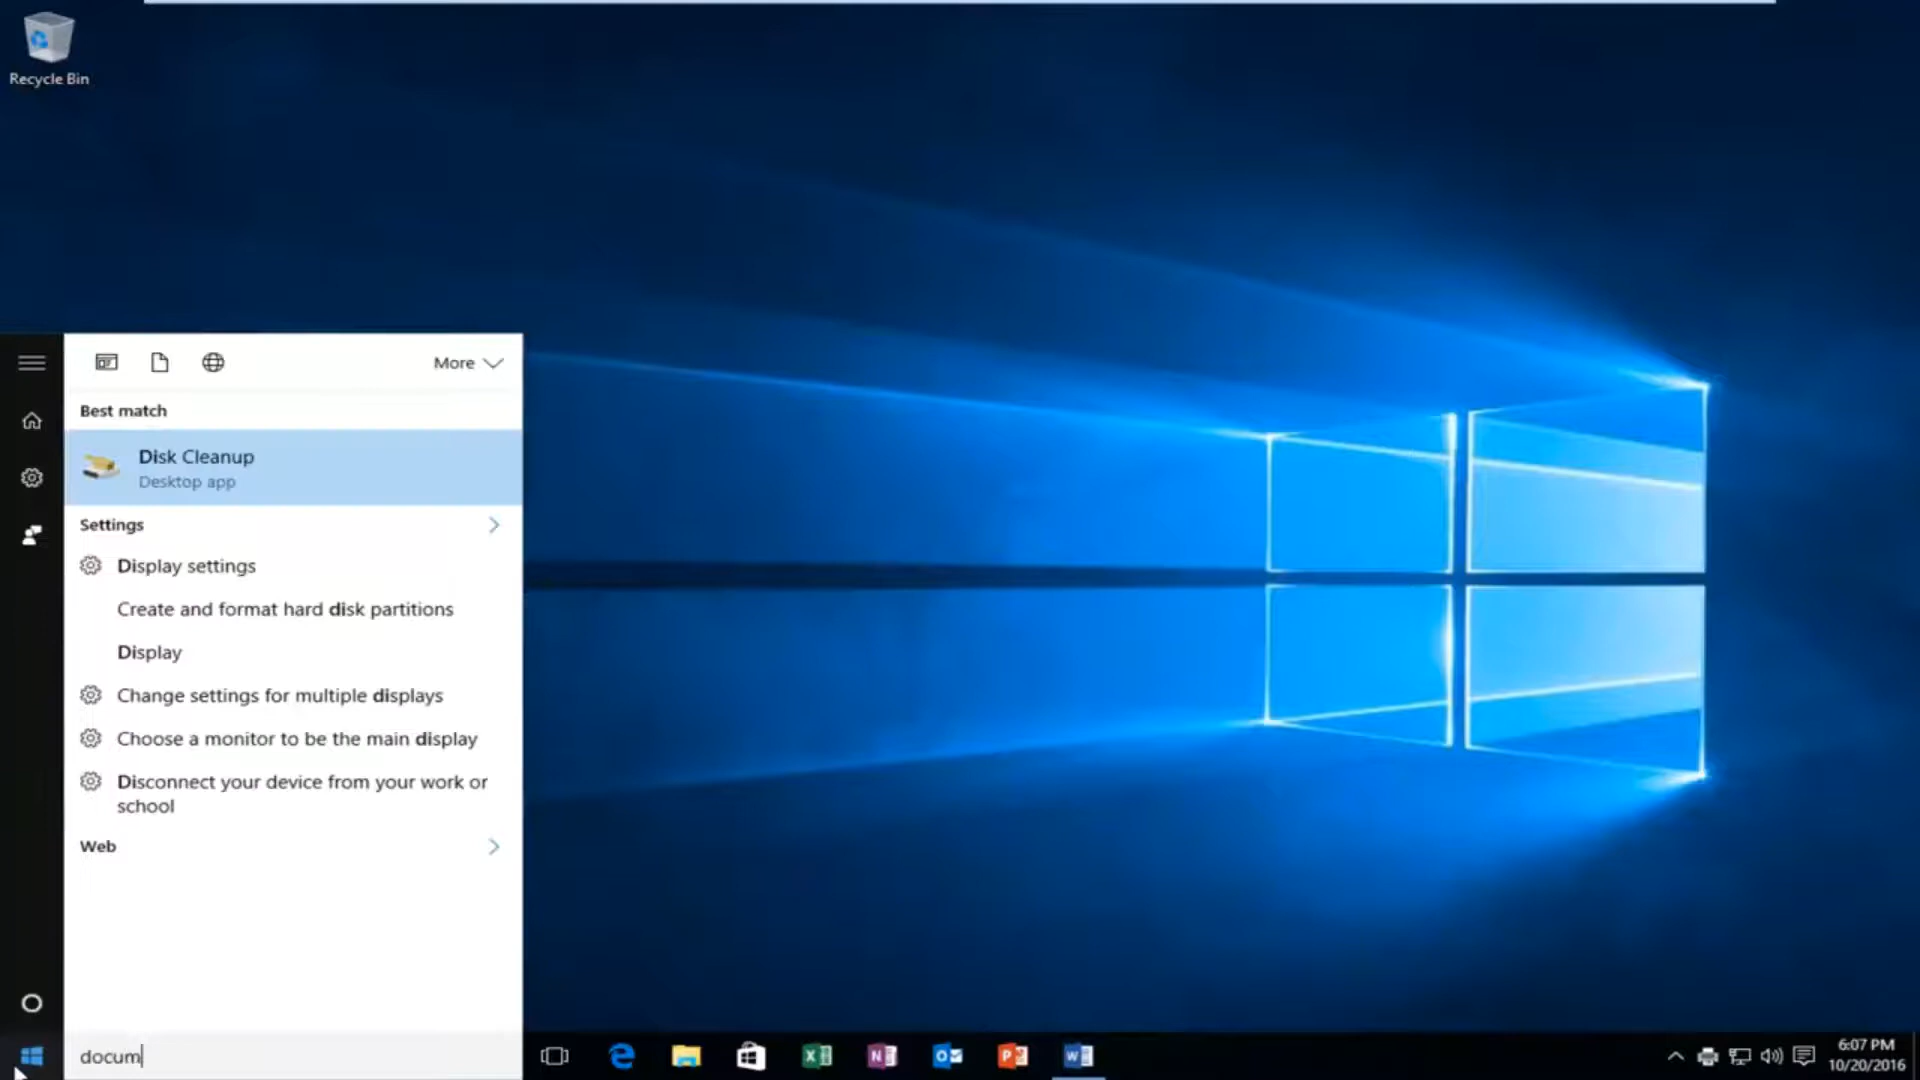 Recycle Bin
More
Best match
Disk Cleanup
Desktop app
Settings
Display settings
Create and format hard disk partitions
Display
Change settings for multiple displays
Choose a monitor to be the main display
Disconnect your device from your work or
school
Web
docum
6:07 PM
10/20/2016